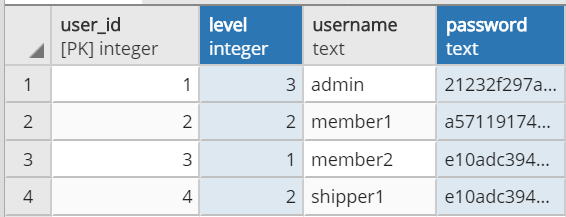 user_id level username password
[PK] integer integer text text
1 1 3 admin 21232f297a...
2 2 2 member1 a57119174...
3 3 1 member2 e10adc394...
4 4 2 shipper1 e10adc394...